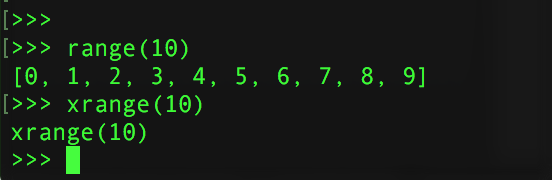 [>>>
[>>> range(10)
[0, 1, 2, 3, 4, 5, 6, 7, 8, 9]
[>>> xrange(10)
xrange(10)
>>>